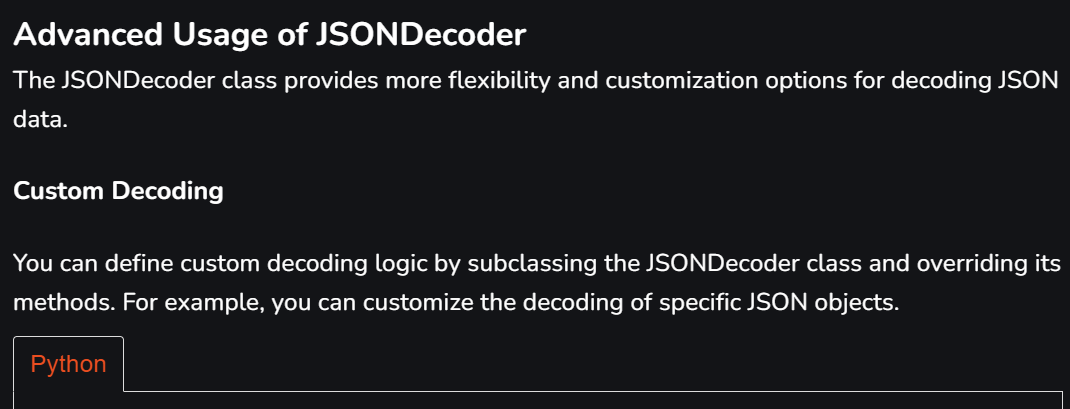 Advanced Usage of JSONDecoder
The JSONDecoder class provides more flexibility and customization options for decoding JSON
data.
Custom Decoding
You can define custom decoding logic by subclassing the JSONDecoder class and overriding its
methods. For example, you can customize the decoding of specific JSON objects.
Python